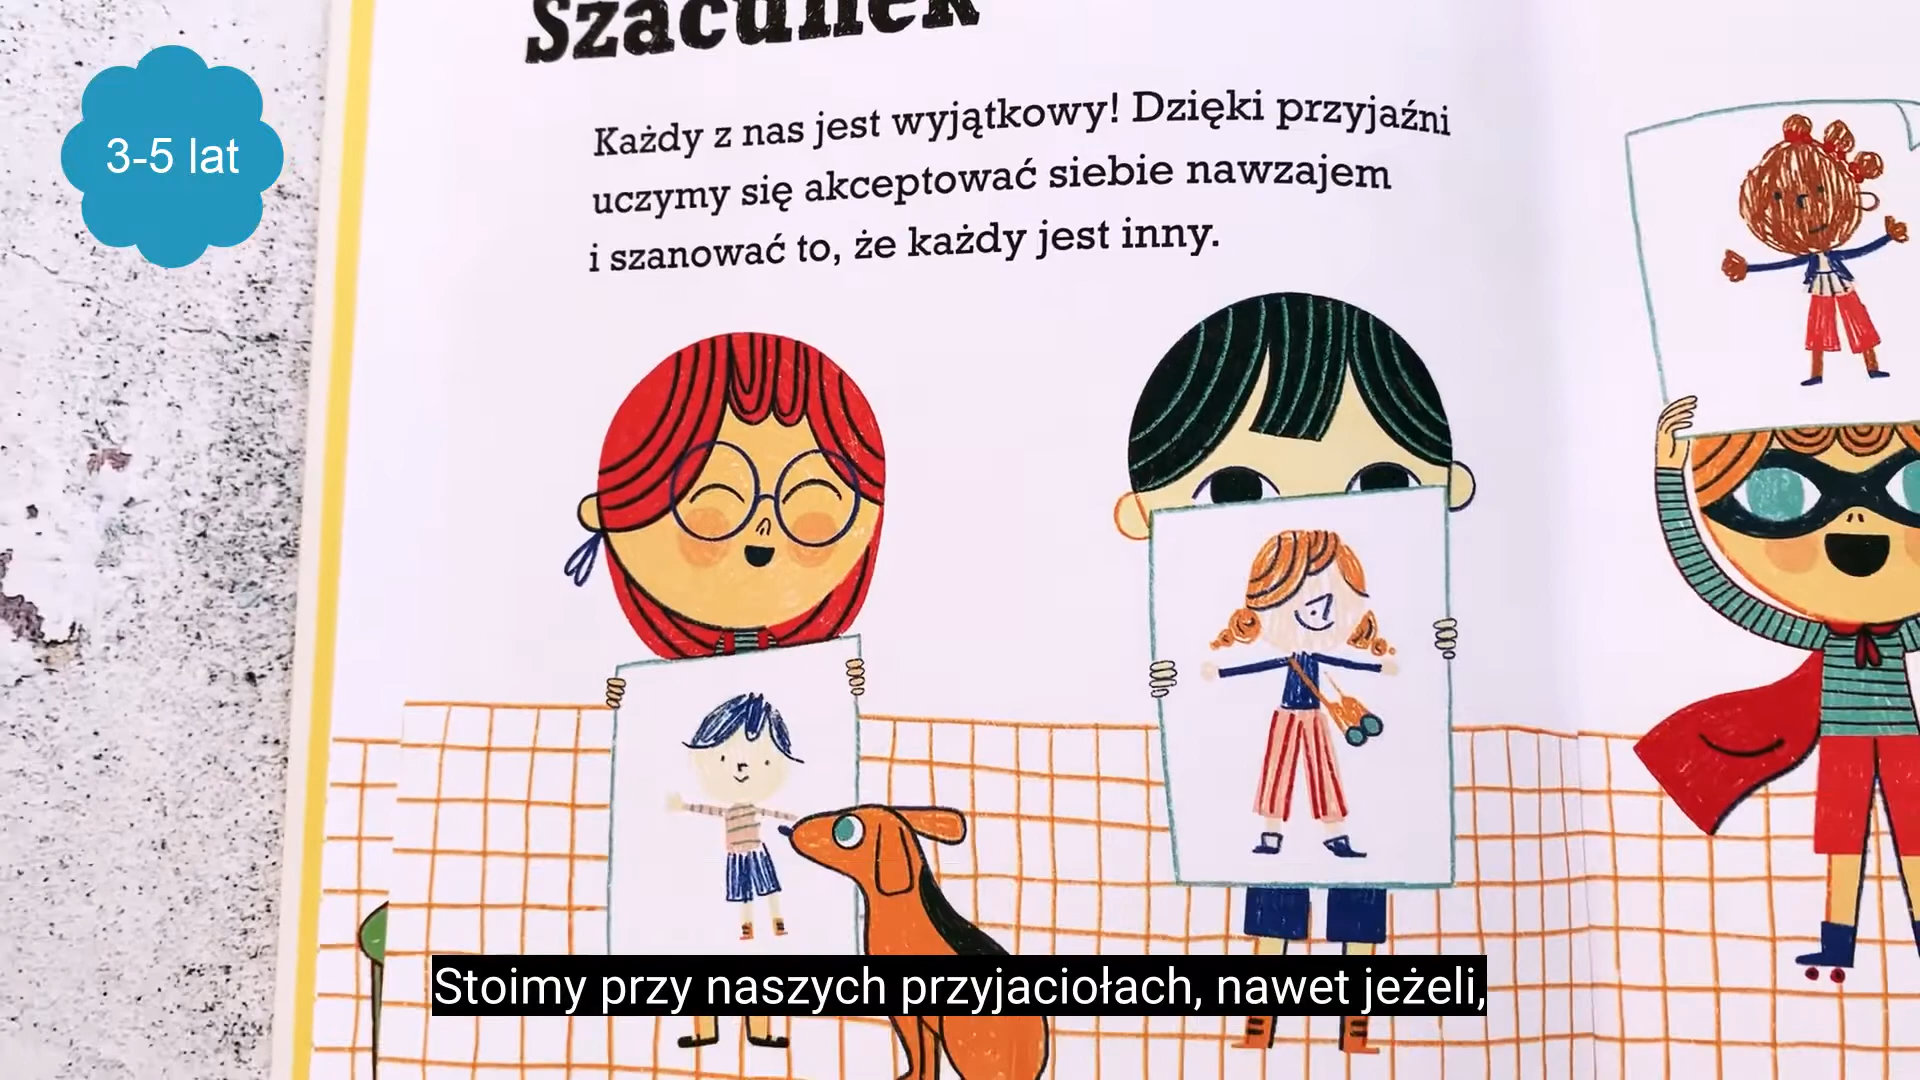 Szacunek
3-5 lat
Każdy z nas jest wyjątkowy! Dzięki przyjaźni
uczymy się akceptować siebie nawzajem
i szanować to, że każdy jest inny.
Stoimy przy naszych przyjaciołach, nawet jeżeli,